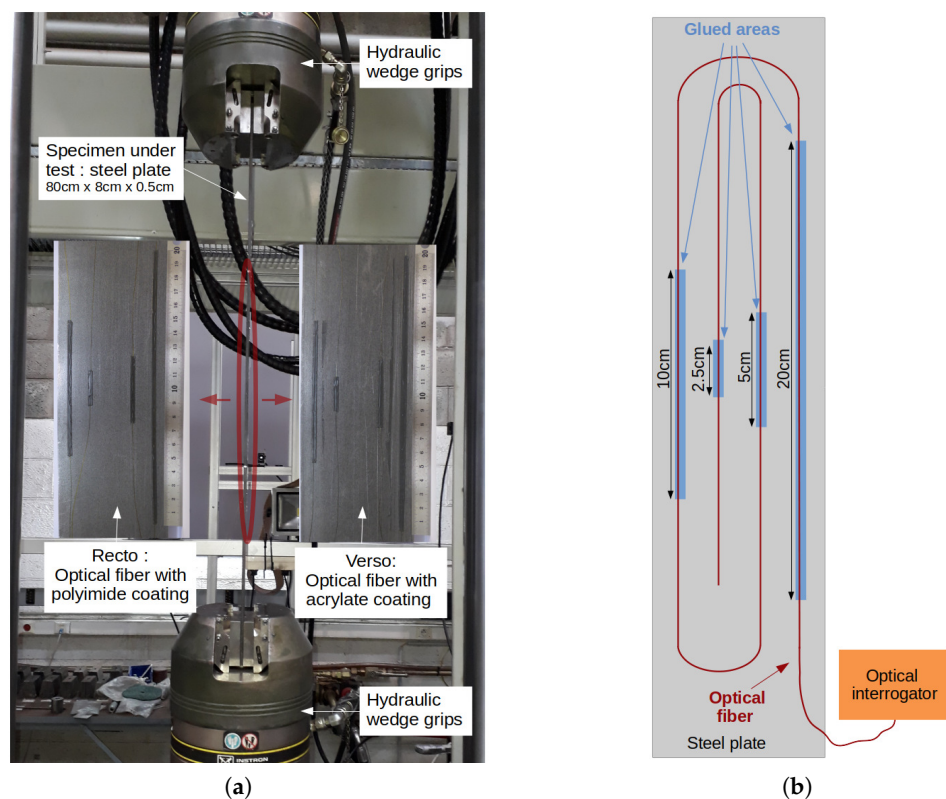 Hydraulic
wedge grips
Specimen under
test : steel plate
80cm x 8cm x 0.5cm
Recto :
Optical fiber with
polyimide coating
Verso:
Optical fiber with
acrylate coating
Hydraulic
wedge grips
INSTRON
(a)
Glued areas
10cm
2.5cm
5cm
20cm
Optical
fiber
Optical
interrogator
Steel plate
(b)